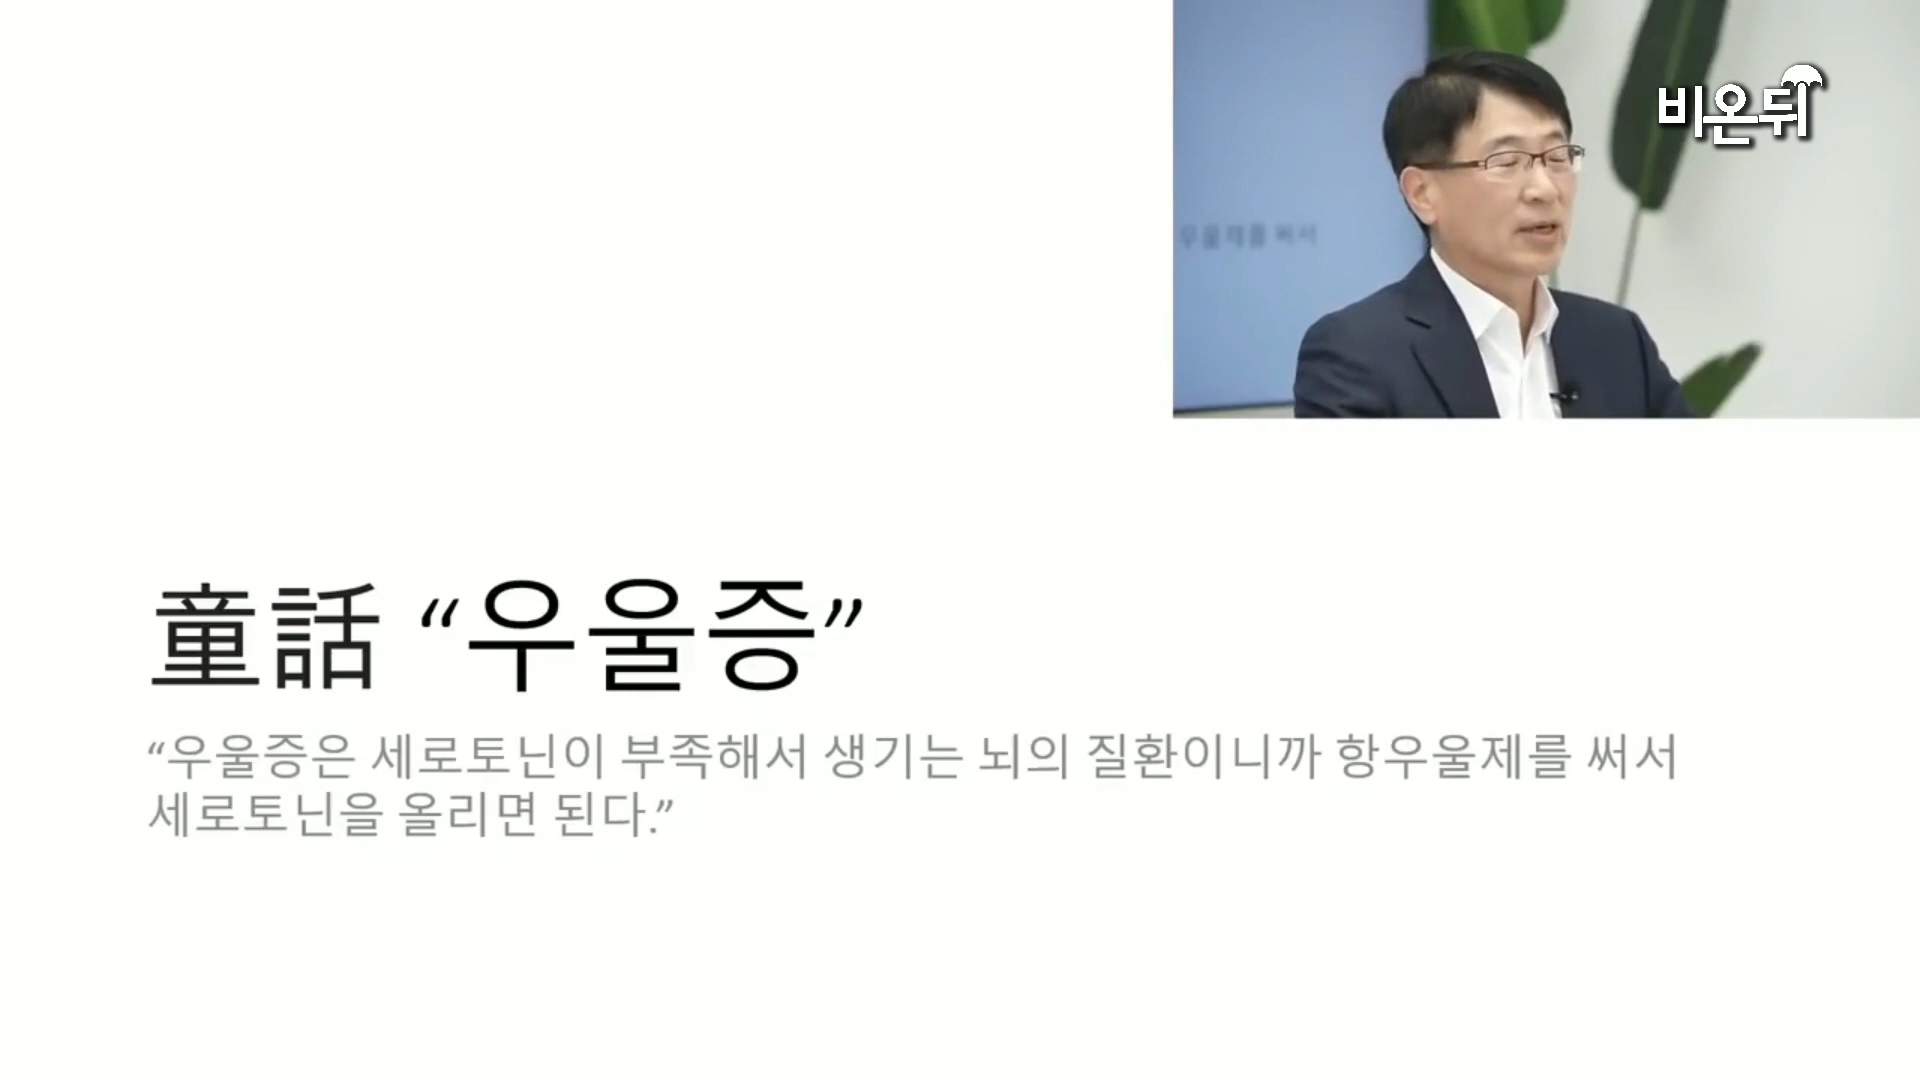 비온뒤
우울제를 써서
童話 “우울증”
“우울증은 세로토닌이 부족해서 생기는 뇌의 질환이니까 항우울제를 써서
세로토닌을 올리면 된다.”